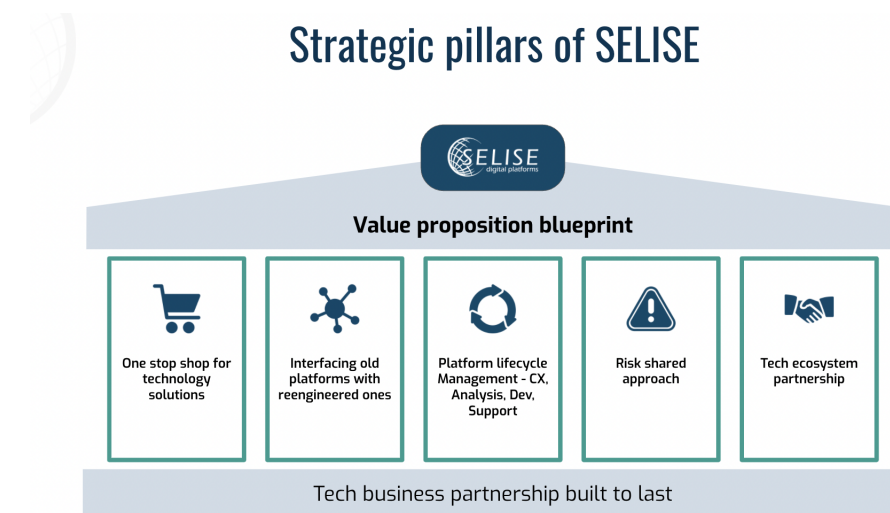 Strategic pillars of SELISE
SELISE
digital platforms
Value proposition blueprint
One stop shop for
technology
solutions
Interfacing old
platforms with
reengineered ones
Platform lifecycle
Management - CX,
Analysis, Dev,
Support
Risk shared
approach
Tech ecosystem
partnership
Tech business partnership built to last